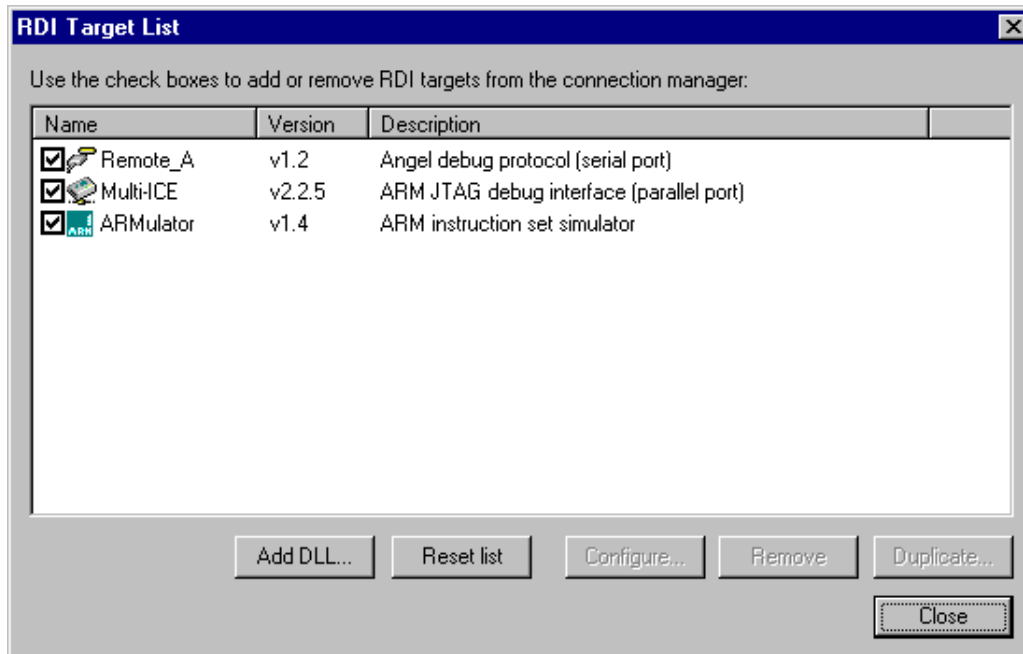 RDI Target List
Use the check boxes to add or remove RDI targets from the connection manager:
Name Version Description
Remote_A v1.2 Angel debug protocol (serial port)
Multi-ICE v2.2.5 ARM JTAG debug interface (parallel port)
ARM ARMulator v1.4 ARM instruction set simulator
Add DLL... Reset list Configure... Remove Duplicate...
Close